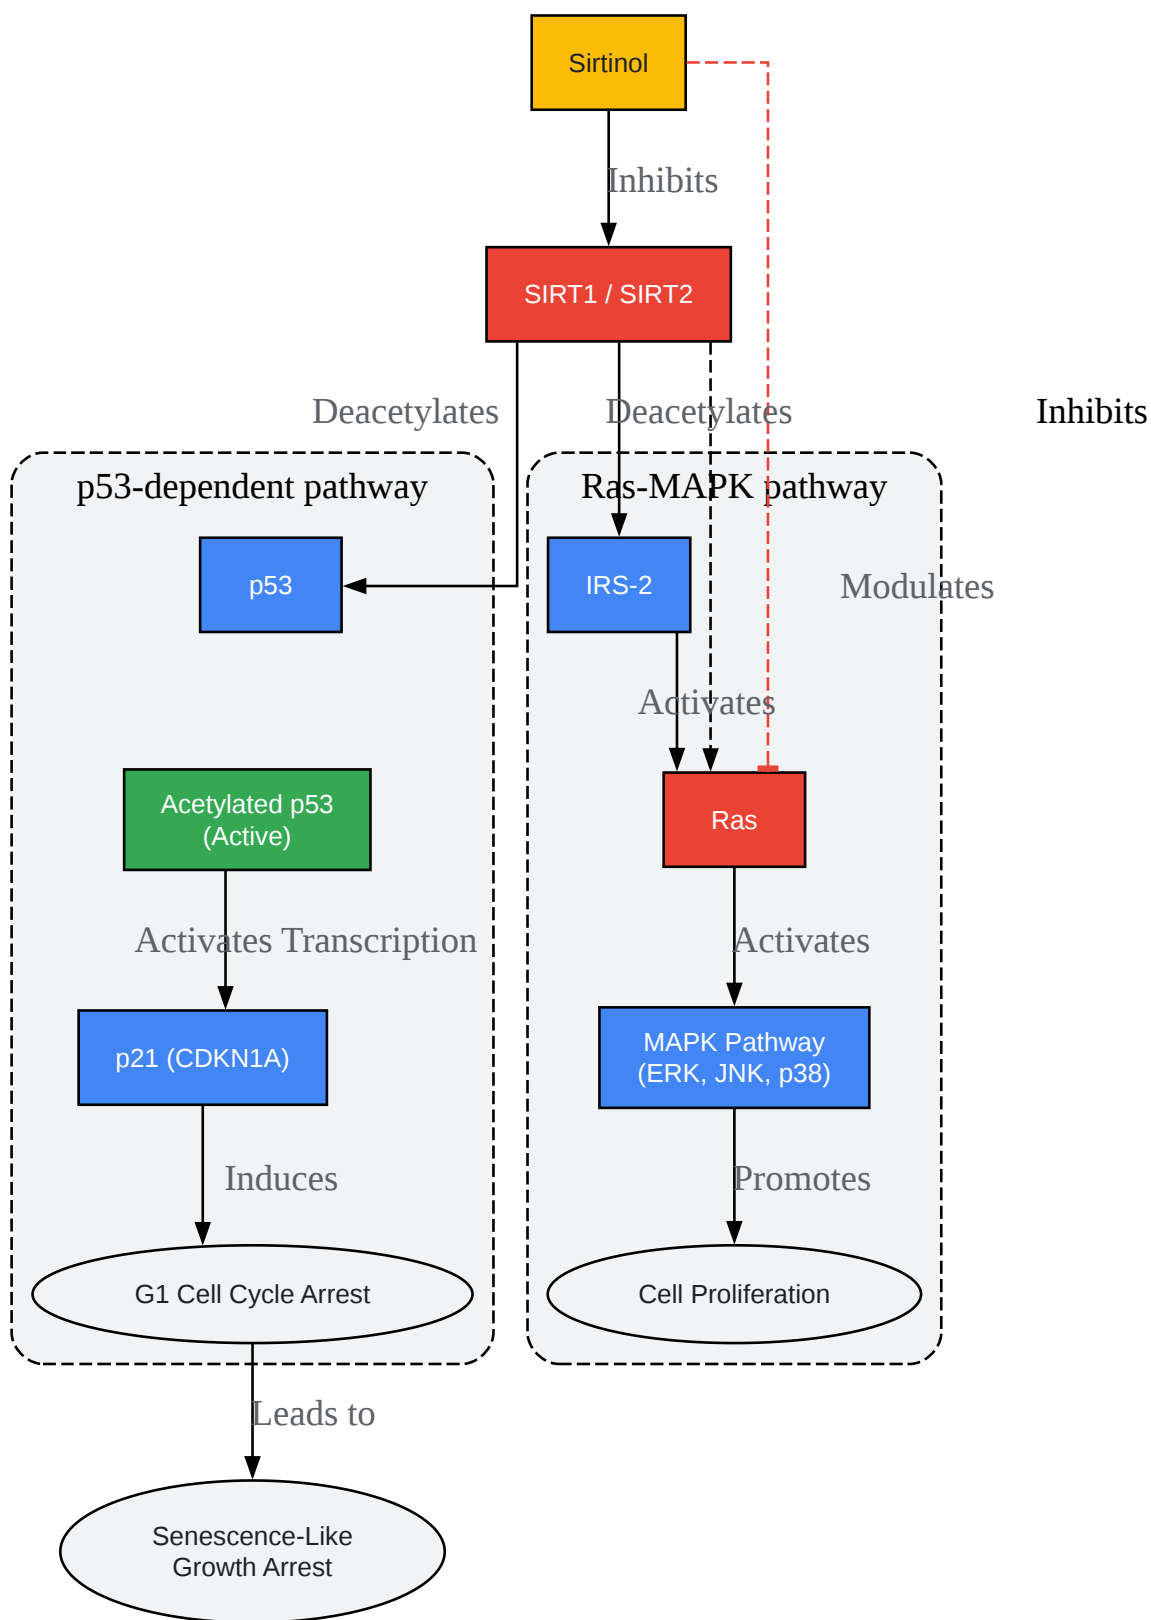 Sirtinol
Inhibits
SIRT1 / SIRT2
Deacetylates
Deacetylates
Inhibits
p53-dependent pathway
Ras-MAPK pathway
p53
IRS-2
Modulates
Activates
Acetylated p53
(Active)
Ras
Activates Transcription
Activates
p21 (CDKN1A)
MAPK Pathway
(ERK, JNK, p38)
Induces
Promotes
G1 Cell Cycle Arrest
Cell Proliferation
Leads to
Senescence-Like
Growth Arrest